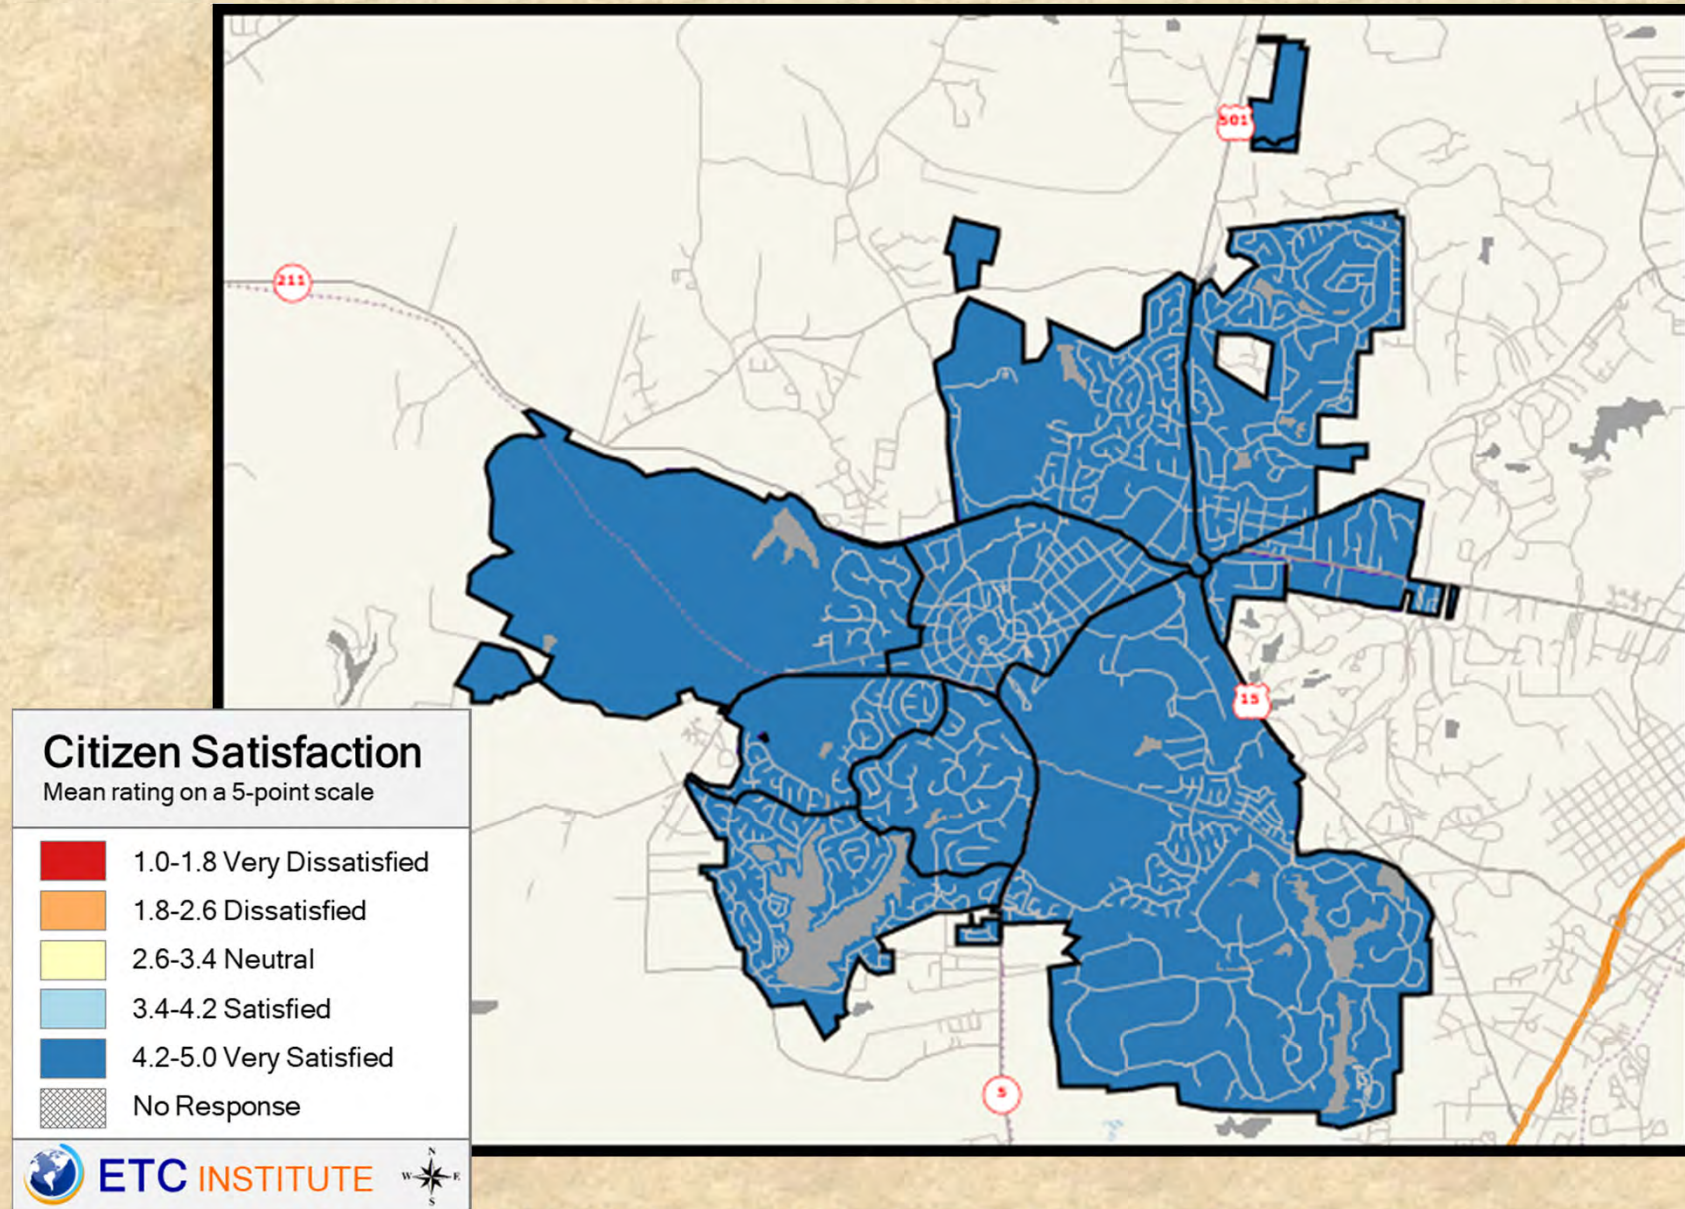 501
211
15
5
Citizen Satisfaction
Mean rating on a 5-point scale
1.0-1.8 Very Dissatisfied
1.8-2.6 Dissatisfied
2.6-3.4 Neutral
3.4-4.2 Satisfied
4.2-5.0 Very Satisfied
No Response
ETC INSTITUTE
N
W E
S